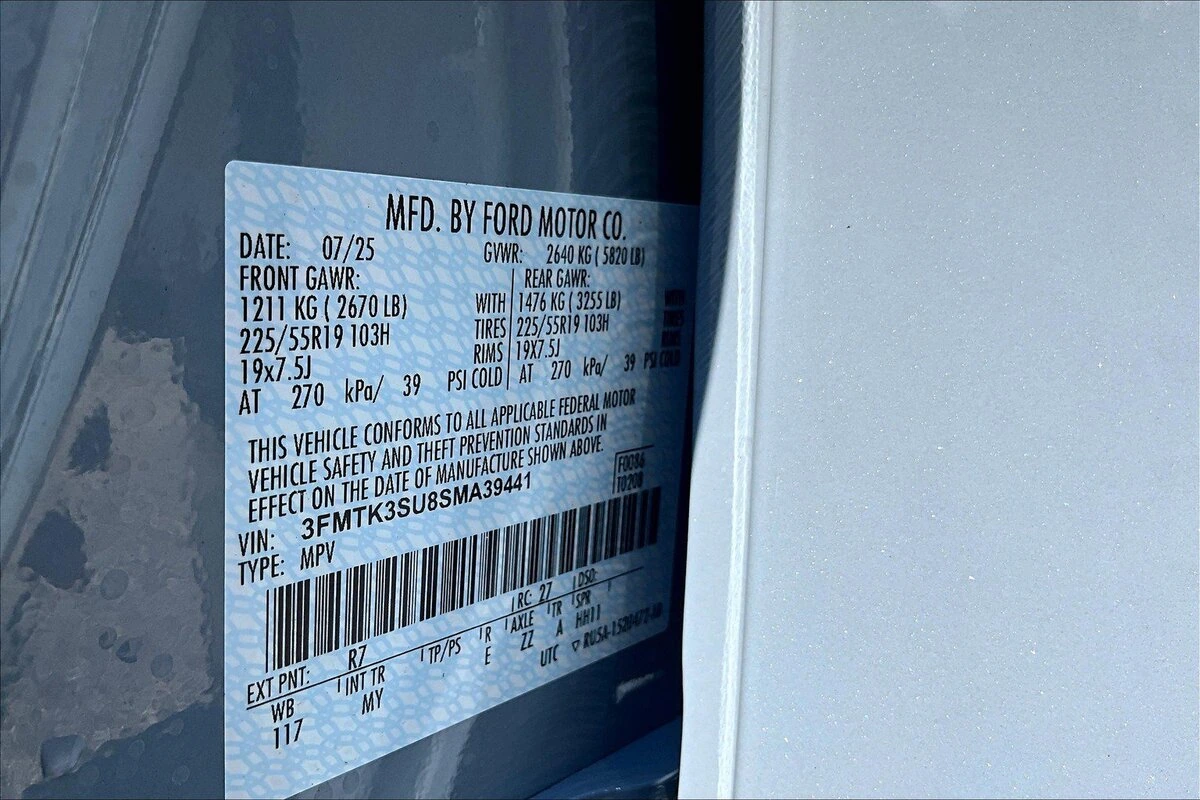 MFD. BY FORD MOTOR CO.
DATE: 07/25 GVWR: 2640 KG ( 5820 LB)
FRONT GAWR: REAR GAWR:
1211 KG ( 2670 LB) WITH 1476 KG ( 3255 LB) WITH
225/55R19 103H TIRES 225/55R19 103H TIRES
19x7.5J RIMS 19X7.5J RIMS
AT 270 kPa/ 39 PSI COLD AT 270 kPa/ 39 PSI COLD
THIS VEHICLE CONFORMS TO ALL APPLICABLE FEDERAL MOTOR
VEHICLE SAFETY AND THEFT PREVENTION STANDARDS IN
EFFECT ON THE DATE OF MANUFACTURE SHOWN ABOVE.
F0086
T0208
VIN: 3FMTK3SU8SMA39441
TYPE: MPV
EXT PNT: R7 RC: 27 DSO:
WB INT TR TP/PS R AXLE TR SPR
117 MY E ZZ A HH11
UTC